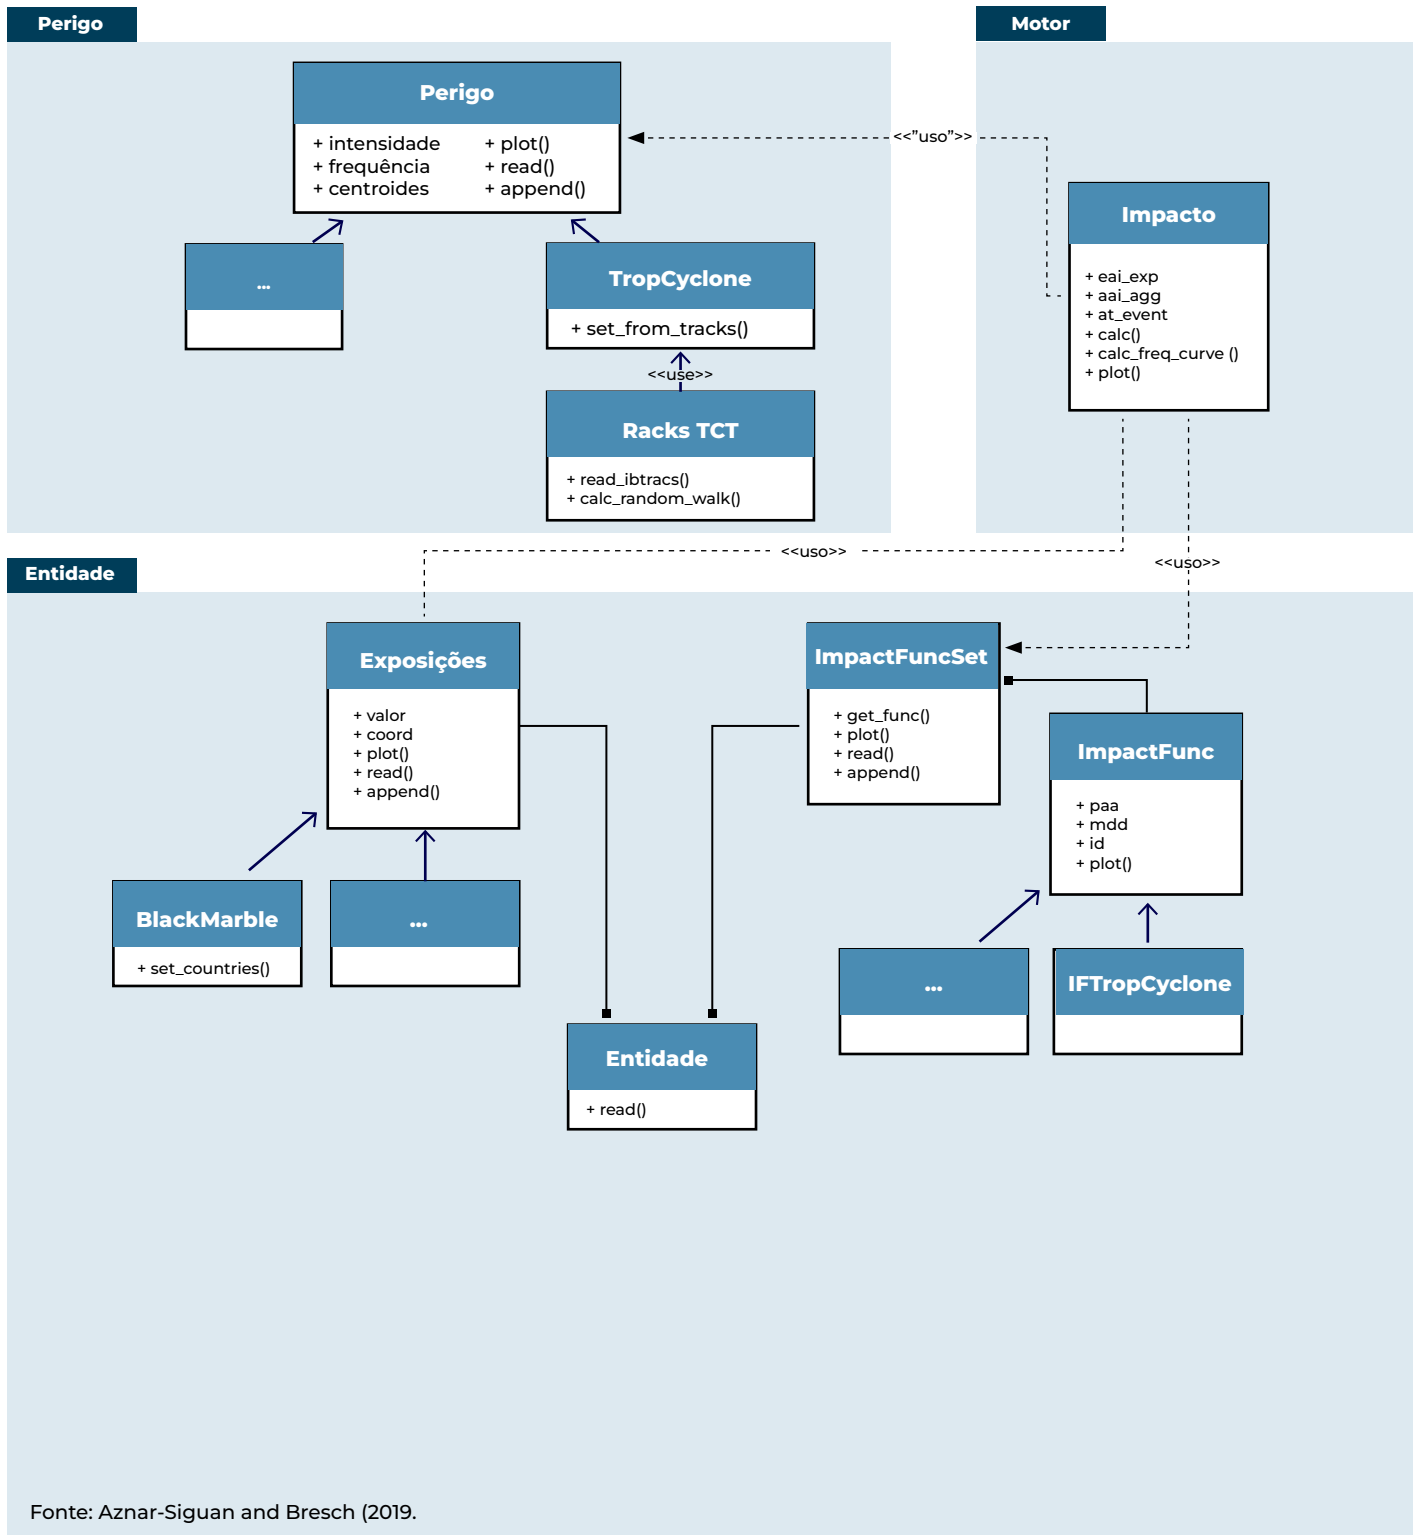 Perigo
Motor
Perigo
+ intensidade
+ frequência
+ centroides
+ plot()
+ read()
+ append()
<<”uso”>>
Impacto
+ eai_exp
+ aai_agg
+ at_event
+ calc()
+ calc_freq_curve ()
+ plot()
...
TropCyclone
+ set_from_tracks()
<<use>>
Racks TCT
+ read_ibtracs()
+ calc_random_walk()
<<uso>>
<<uso>>
Entidade
Exposições
+ valor
+ coord
+ plot()
+ read()
+ append()
ImpactFuncSet
+ get_func()
+ plot()
+ read()
+ append()
ImpactFunc
+ paa
+ mdd
+ id
+ plot()
BlackMarble
+ set_countries()
...
...
IFTropCyclone
Entidade
+ read()
Fonte: Aznar-Siguan and Bresch (2019.